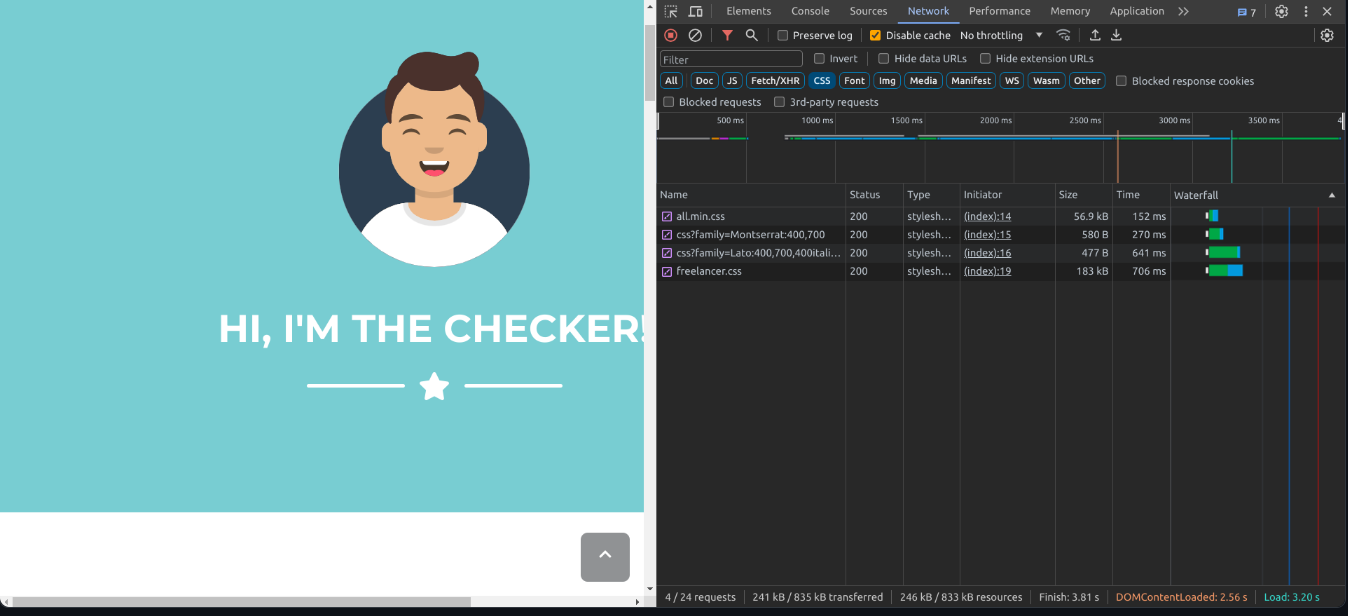 HI, I'M THE CHECKER!
Elements Console Sources Network Performance Memory Application 7
Preserve log Disable cache No throttling
Filter Invert Hide data URLs Hide extension URLs
All Doc JS Fetch/XHR CSS Font Img Media Manifest WS Wasm Other Blocked response cookies
Blocked requests 3rd-party requests
500 ms 1000 ms 1500 ms 2000 ms 2500 ms 3000 ms 3500 ms 4
Name Status Type Initiator Size Time Waterfall
all.min.css 200 stylesh... (index):14 56.9 kB 152 ms
css?family=Montserrat:400,700 200 stylesh... (index):15 580 B 270 ms
css?family=Lato:400,700,400itali... 200 stylesh... (index):16 477 B 641 ms
freelancer.css 200 stylesh... (index):19 183 kB 706 ms
4 / 24 requests 241 kB / 835 kB transferred 246 kB / 833 kB resources Finish: 3.81 s DOMContentLoaded: 2.56 s Load: 3.20 s